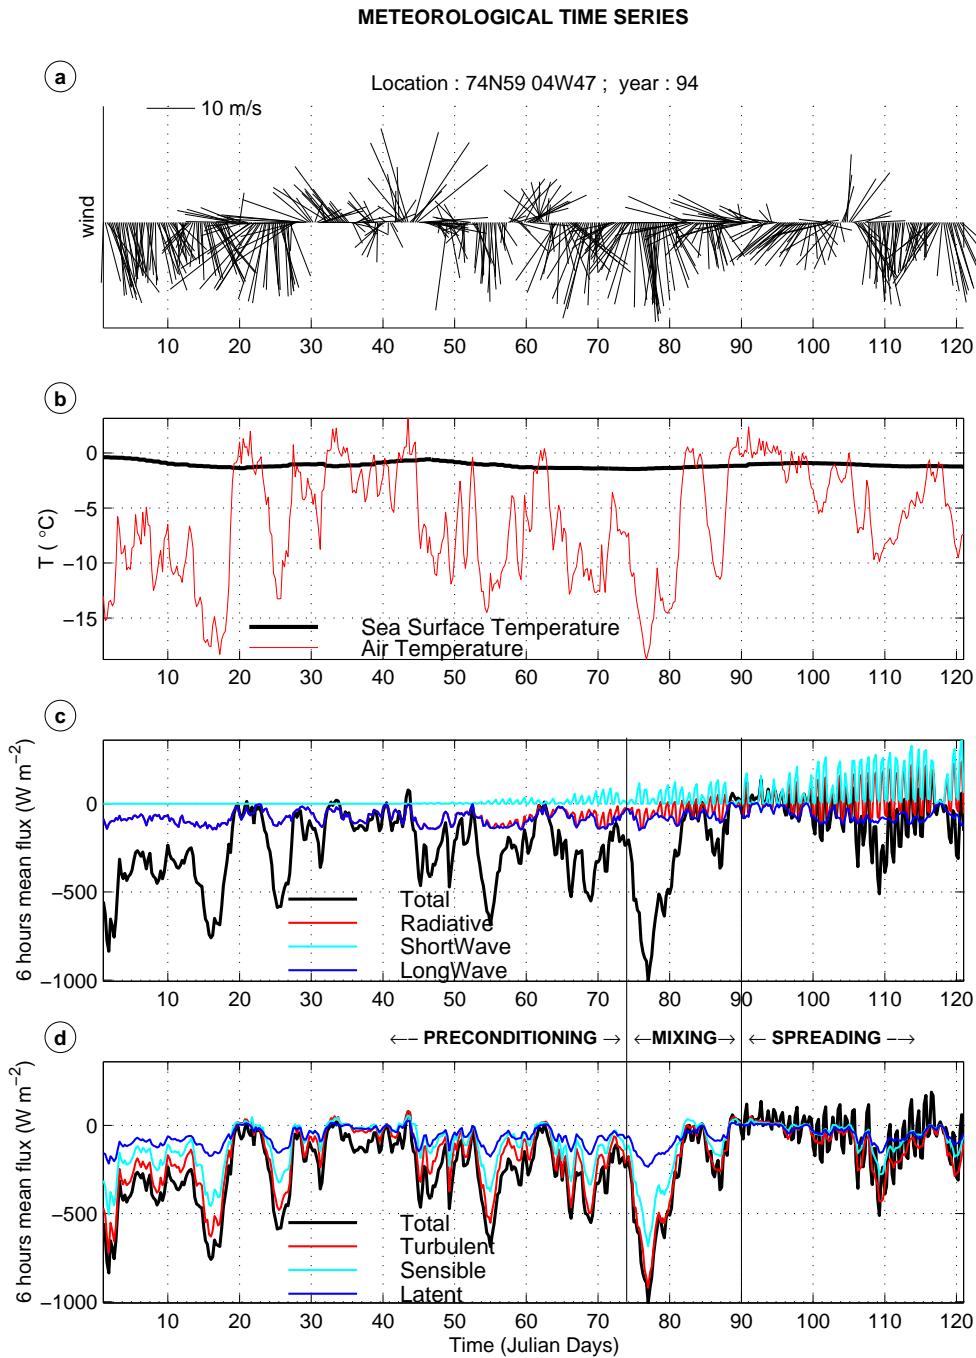 METEOROLOGICAL TIME SERIES
a
Location : 74N59 04W47 ;  year : 94
10 m/s
wind
10 20 30 40 50 60 70 80 90 100 110 120
b
T ( °C)
0
−5
−10
−15
Sea Surface Temperature
Air Temperature
10 20 30 40 50 60 70 80 90 100 110 120
c
6 hours mean flux (W m−2)
0
−500
−1000
Total
Radiative
ShortWave
LongWave
10 20 30 40 50 60 70 80 90 100 110 120
d
←− PRECONDITIONING → ←MIXING→ ← SPREADING −→
6 hours mean flux (W m−2)
0
−500
−1000
Total
Turbulent
Sensible
Latent
10 20 30 40 50 60 70 80 90 100 110 120
Time (Julian Days)